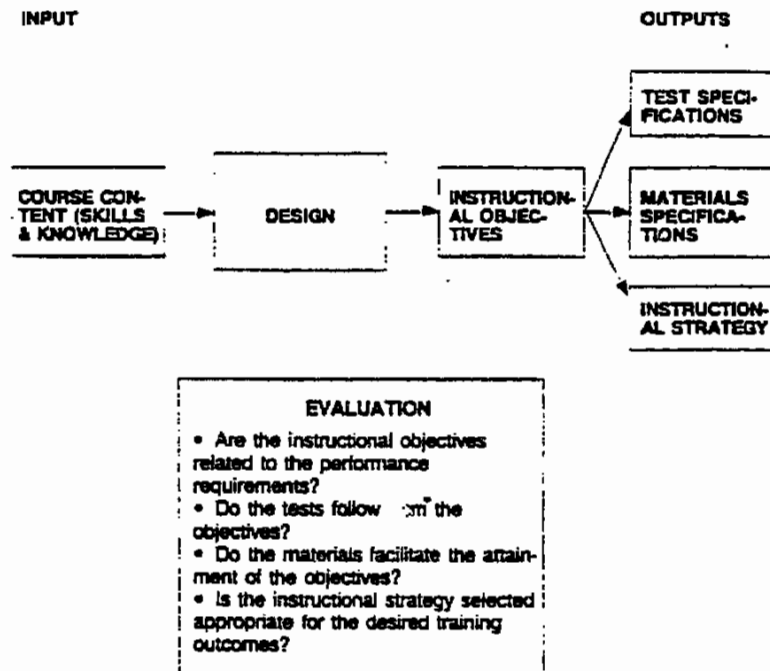 INPUT
OUTPUTS
TEST SPECI-
FICATIONS
COURSE CON-
TENT (SKILLS
& KNOWLEDGE)
DESIGN
INSTRUCTION-
AL OBJEC-
TIVES
MATERIALS
SPECIFICA-
TIONS
INSTRUCTION-
AL STRATEGY
EVALUATION
• Are the instructional objectives
related to the performance
requirements?
• Do the tests follow the
objectives?
• Do the materials facilitate the attain-
ment of the objectives?
• Is the instructional strategy selected
appropriate for the desired training
outcomes?